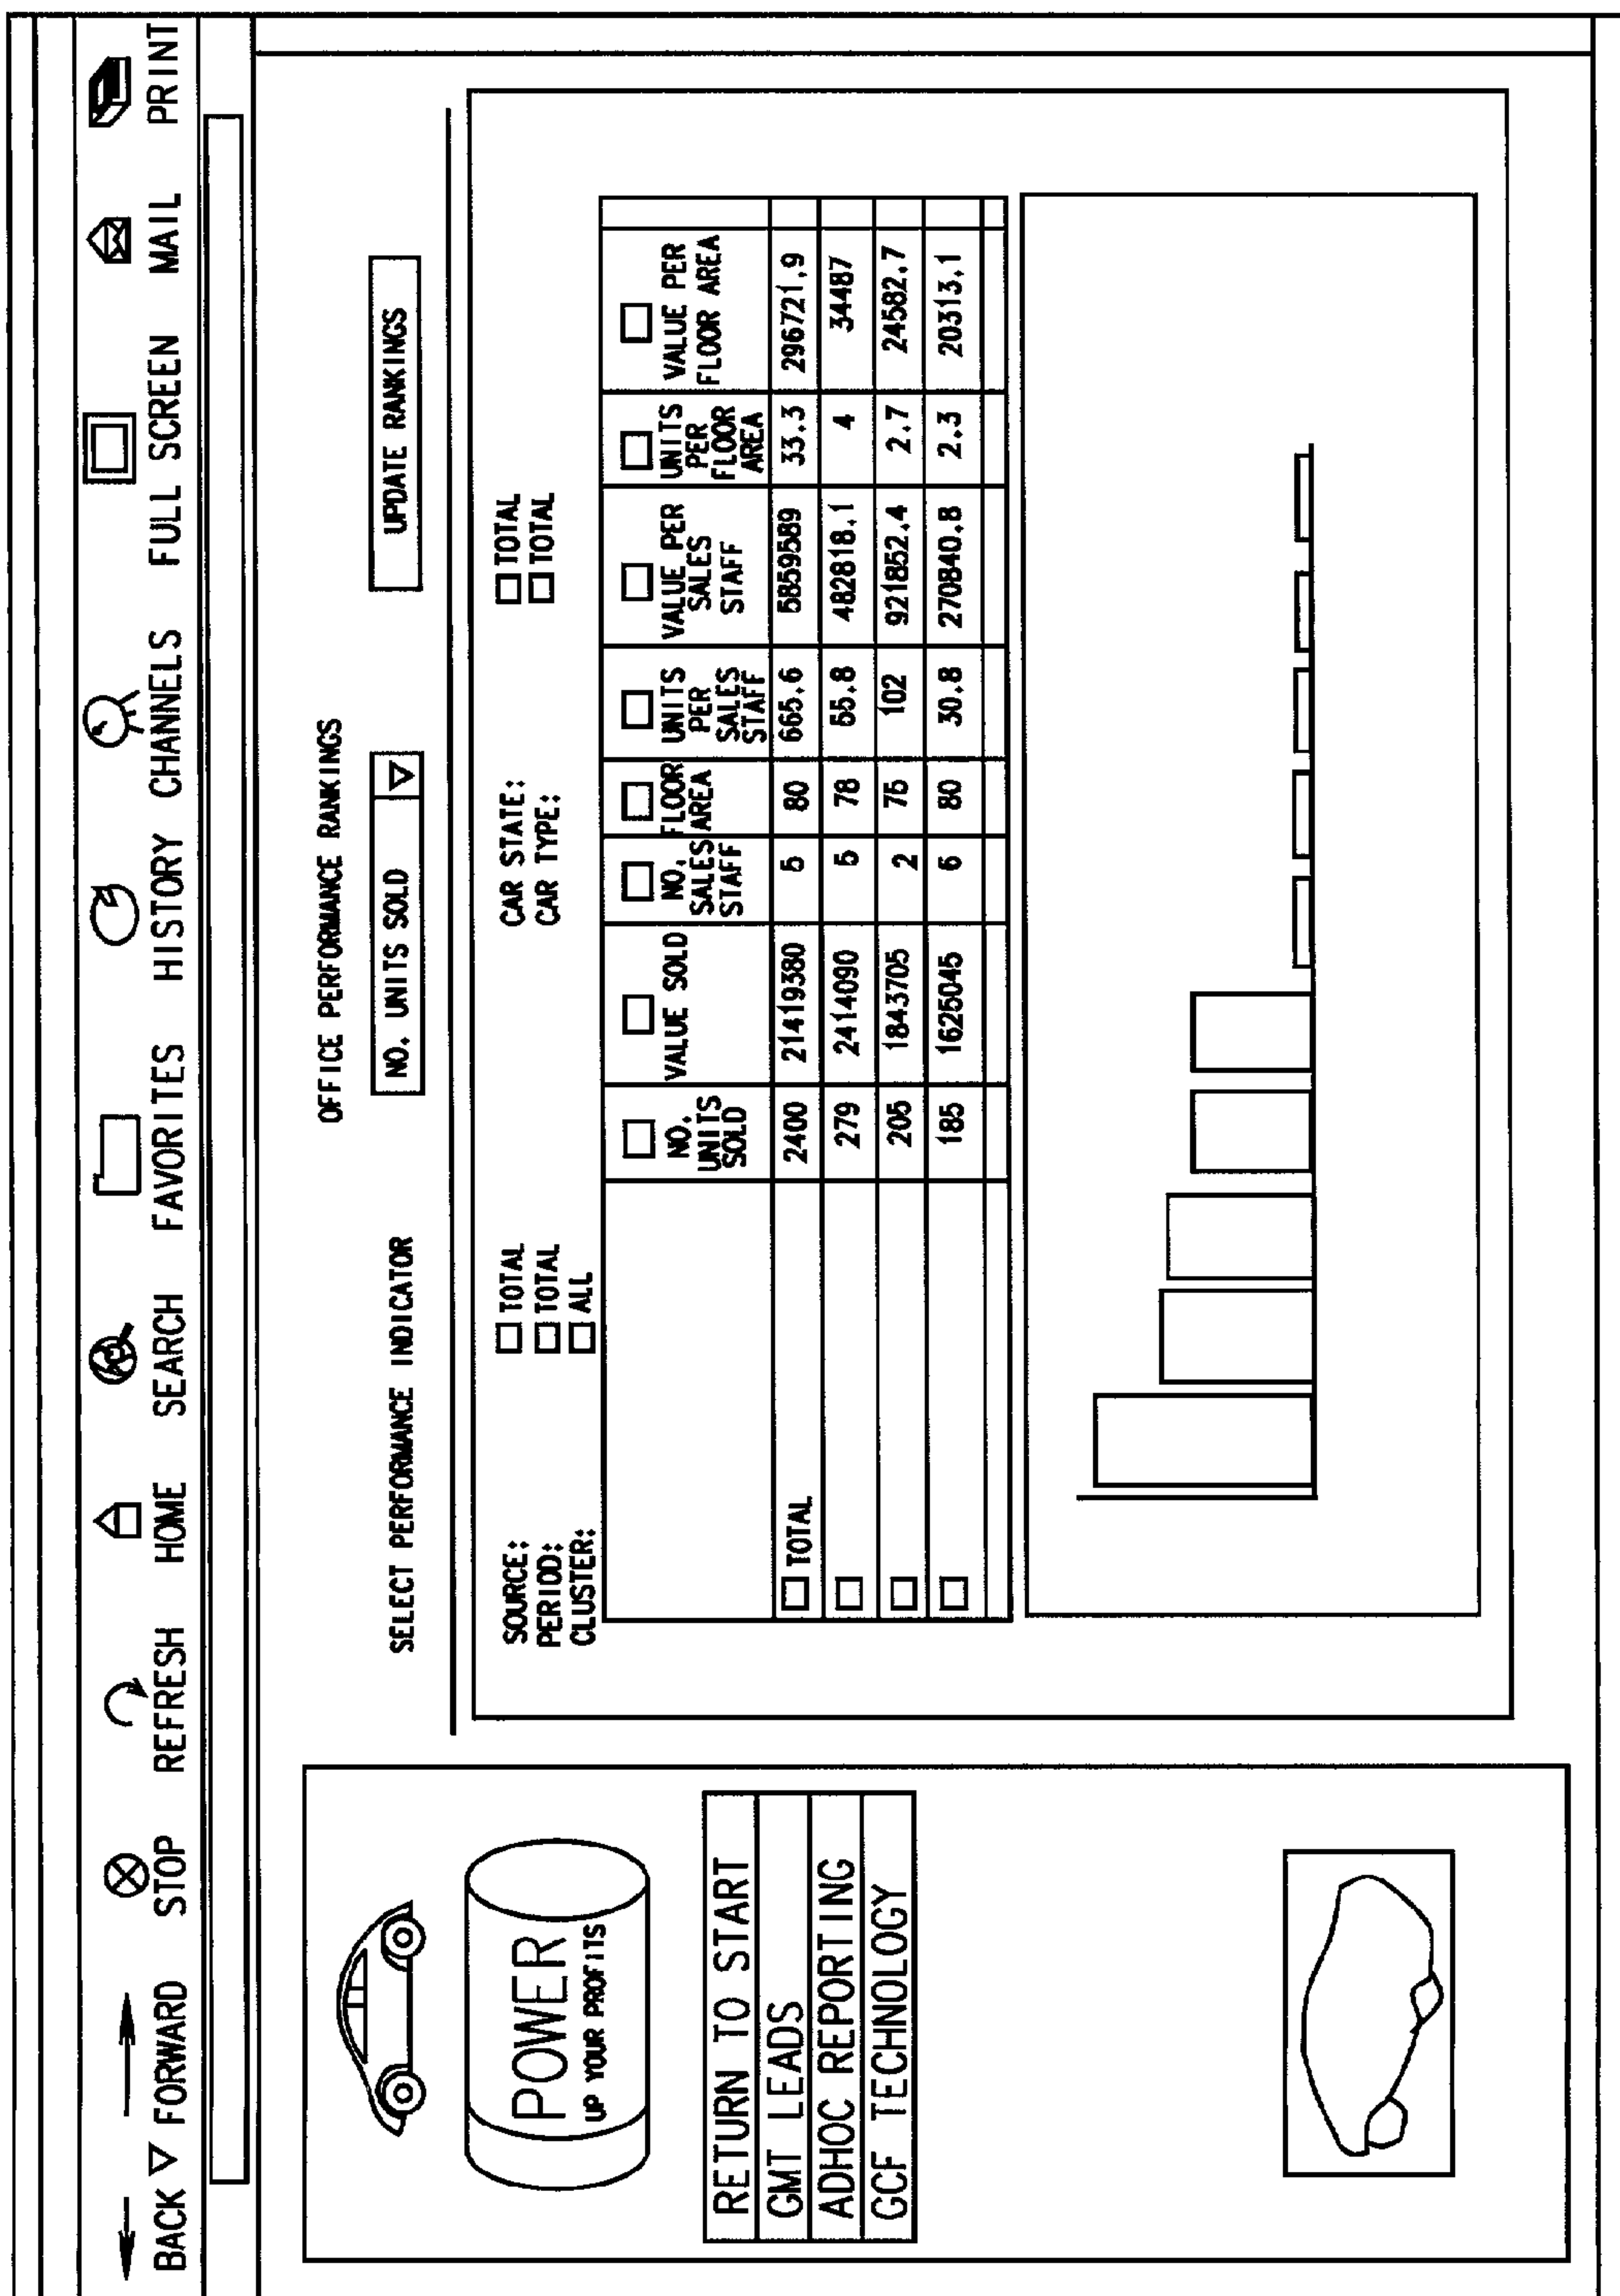 BACK ▽ FORWARD STOP REFRESH HOME SEARCH FAVORITES HISTORY CHANNELS FULL SCREEN MAIL PRINT
POWER
UP YOUR PROFITS
RETURN TO START
GMT LEADS
ADHOC REPORTING
GCF TECHNOLOGY
OFFICE PERFORMANCE RANKINGS
SELECT PERFORMANCE INDICATOR NO. UNITS SOLD ▽ UPDATE RANKINGS
SOURCE: TOTAL CAR STATE: TOTAL
PERIOD: TOTAL CAR TYPE: TOTAL
CLUSTER: ALL
NO. UNITS SOLD VALUE SOLD NO. SALES STAFF FLOOR AREA UNITS PER SALES STAFF VALUE PER SALES STAFF UNITS PER FLOOR AREA VALUE PER FLOOR AREA
TOTAL 2400 21419380 5 80 665.6 5859589 33.3 296721.9
279 2414090 5 78 55.8 482818.1 4 34487
205 1843705 2 75 102 921852.4 2.7 24582.7
185 1625045 6 80 30.8 270840.8 2.3 20313.1